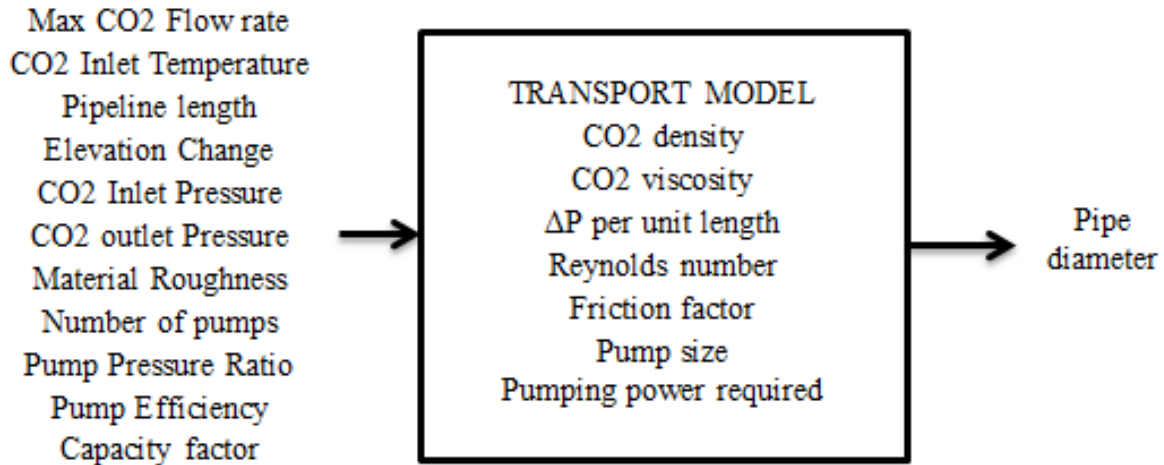 Max CO2 Flow rate
CO2 Inlet Temperature
Pipeline length
Elevation Change
CO2 Inlet Pressure
CO2 outlet Pressure
Material Roughness
Number of pumps
Pump Pressure Ratio
Pump Efficiency
Capacity factor
TRANSPORT MODEL
CO2 density
CO2 viscosity
ΔP per unit length
Reynolds number
Friction factor
Pump size
Pumping power required
Pipe
diameter